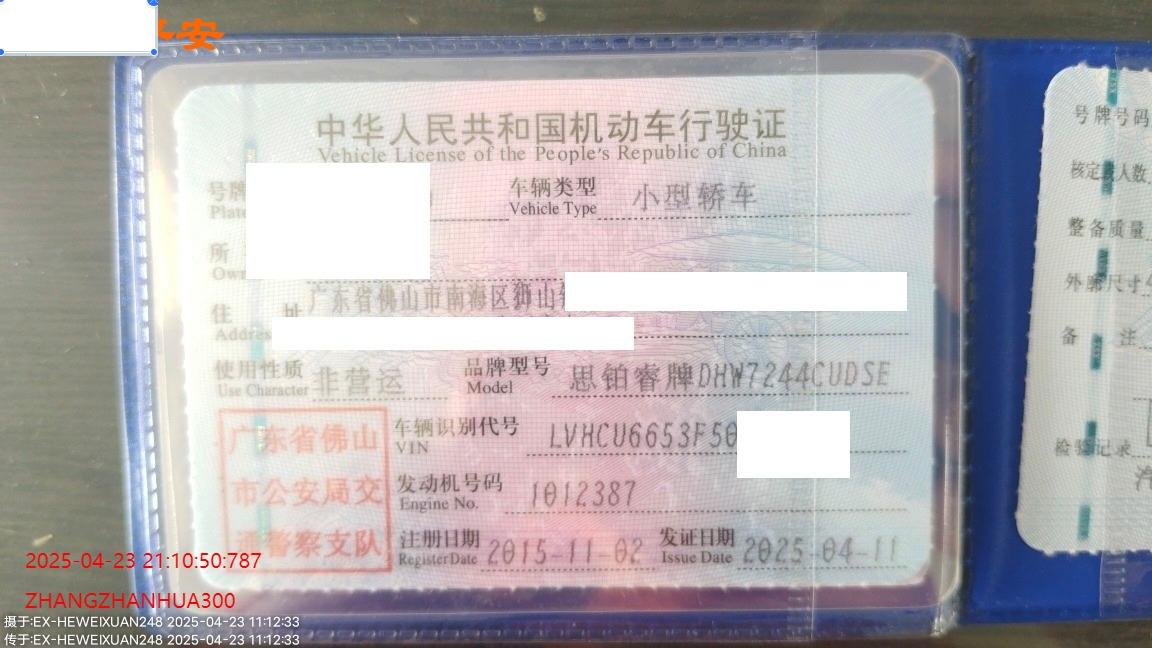 安
中华人民共和国机动车行驶证
Vehicle License of the People's Republic of China
号牌
Plate
车辆类型 小型轿车
Vehicle Type
所
Own
住 址 广东省佛山市南海区狮山
Address
使用性质 非营运
Use Character
品牌型号 思铂睿牌DHW7244CUDSE
Model
车辆识别代号 LVHCU6653F50
VIN
发动机号码 1012387
Engine No.
注册日期 2015-11-02
Register Date
发证日期 2025-04-11
Issue Date
广东省佛山
市公安局交
通警察支队
号牌号码
核定载人数
整备质量
外廓尺寸
备 注
检验记录
2025-04-23 21:10:50:787
ZHANGZHANHUA300
摄于:EX-HEWEIXUAN248 2025-04-23 11:12:33
传于:EX-HEWEIXUAN248 2025-04-23 11:12:33